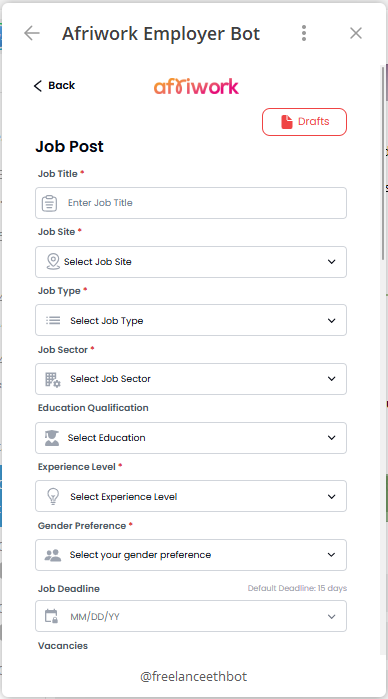 Afriwork Employer Bot
Back
afriwork
Drafts
Job Post
Job Title *
Enter Job Title
Job Site *
Select Job Site
Job Type *
Select Job Type
Job Sector *
Select Job Sector
Education Qualification
Select Education
Experience Level *
Select Experience Level
Gender Preference *
Select your gender preference
Job Deadline Default Deadline: 15 days
MM/DD/YY
Vacancies
@freelanceethbot